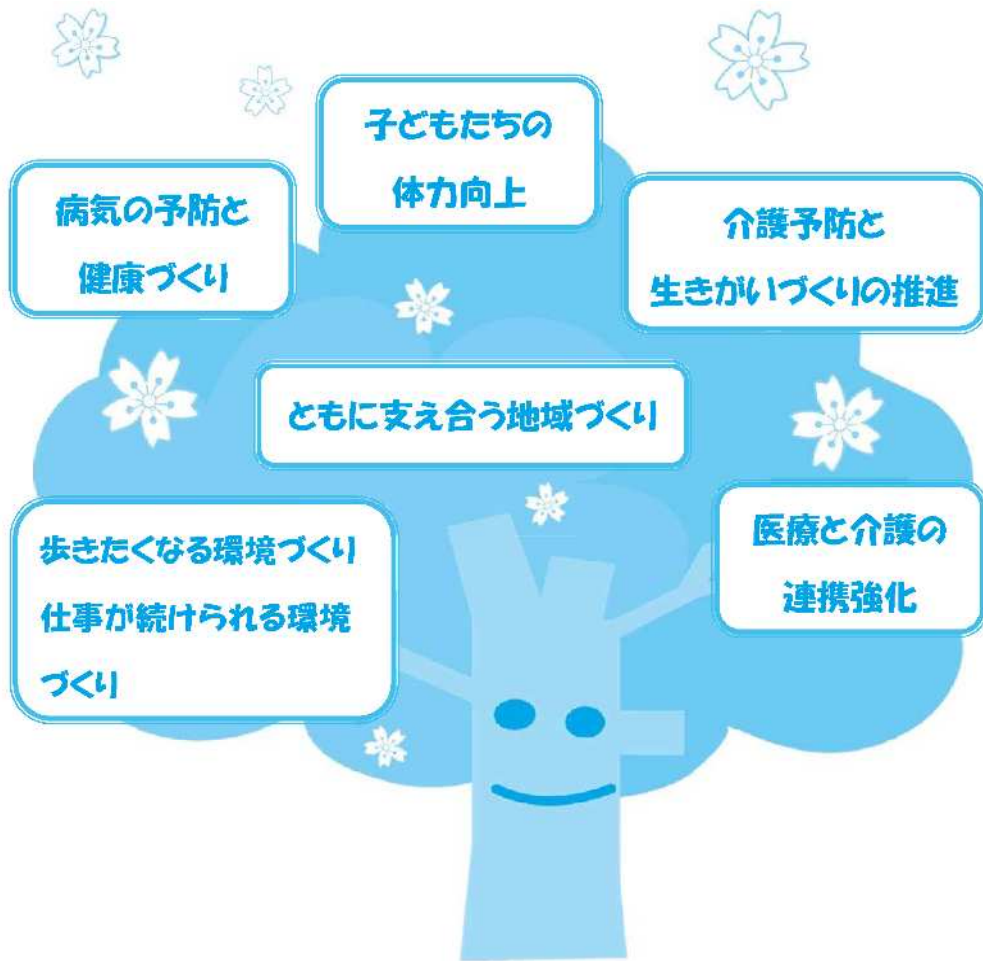 子どもたちの
体力向上
病気の予防と
健康づくり
介護予防と
生きがいづくりの推進
ともに支え合う地域づくり
歩きたくなる環境づくり
仕事が続けられる環境
づくり
医療と介護の
連携強化